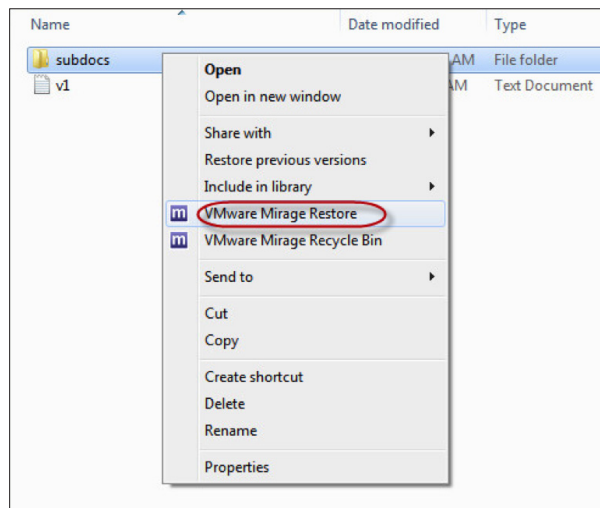 Name Date modified Type
subdocs AM File folder
v1 AM Text Document
Open
Open in new window
Share with
Restore previous versions
Include in library
m VMware Mirage Restore
m VMware Mirage Recycle Bin
Send to
Cut
Copy
Create shortcut
Delete
Rename
Properties